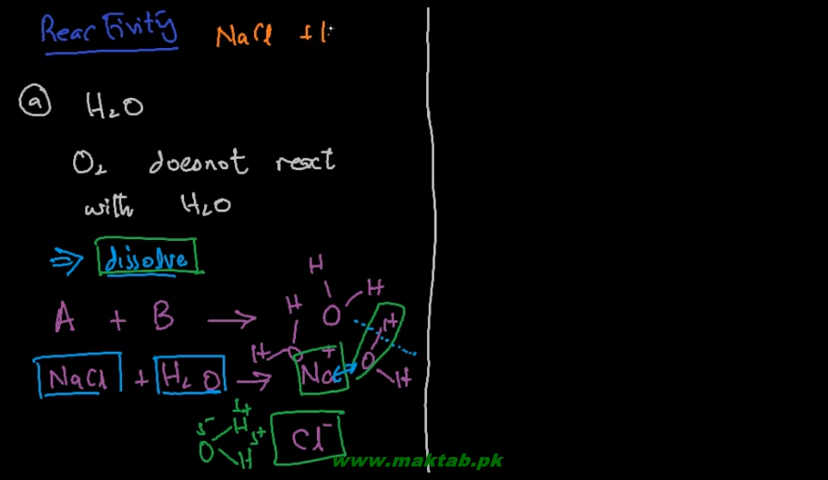 Reactivity NaCl +
(a) H₂O
O₂ doesnot react
with H₂O
⇒ dissolve
H
H H
A + B → O
H
H O + O
NaCl + H₂O → Na H
δ+
δ- H δ+
O H Cl⁻
www.maktab.pk